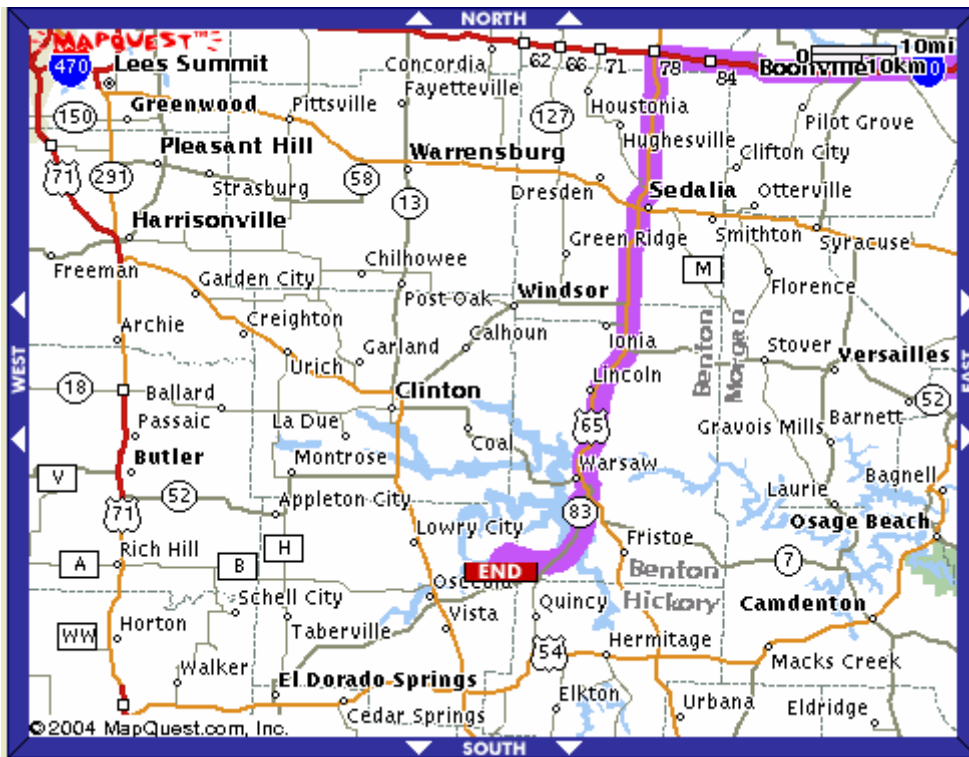 NORTH
MAPQUEST™
470
Lees Summit
Concordia
62
66
71
78
84
0
10mi
10km
Boonville
70
Fayetteville
Greenwood
Pittsville
150
127
Houstonia
Pilot Grove
Hughesville
Pleasant Hill
Warrensburg
Clifton City
71
291
Strasburg
58
Dresden
Sedalia
Otterville
13
Harrisonville
Green Ridge
Smithton
Syracuse
Freeman
Chilhowee
M
Garden City
Post Oak
Windsor
Florence
Archie
Creighton
Calhoun
Ionia
Benton
Morgan
Stover
Versailles
Urich
Garland
Lincoln
WEST
EAST
18
Ballard
Clinton
52
Passaic
La Due
65
Barnett
Coal
Gravois Mills
Butler
Montrose
Warsaw
Bagnell
V
52
Appleton City
Laurie
71
83
Osage Beach
Lowry City
Fristoe
Rich Hill
H
A
B
END
Benton
7
Osceola
Schell City
Quincy
Hickory
Camdenton
Vista
WW
Horton
Taberville
54
Hermitage
Macks Creek
Walker
El Dorado Springs
Elkton
Urbana
Eldridge
Cedar Springs
©2004 MapQuest.com, Inc.
SOUTH